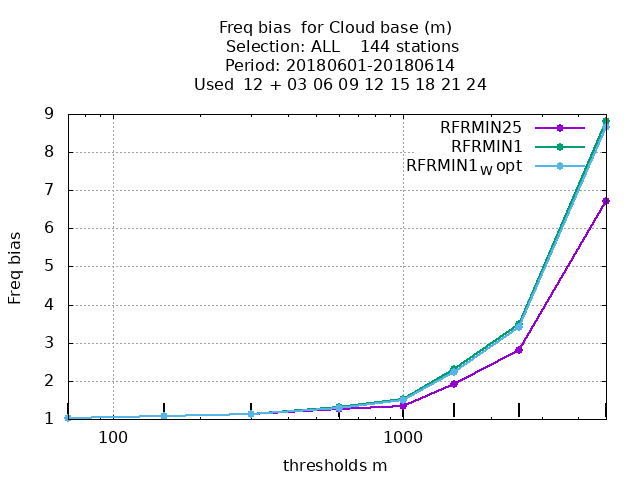 Freq bias  for Cloud base (m)
Selection: ALL    144 stations
Period: 20180601-20180614
Used  12 + 03 06 09 12 15 18 21 24
9
8
7
6
5
4
3
2
1
Freq bias
RFRMIN25
RFRMIN1
RFRMIN1W opt
100
1000
thresholds m